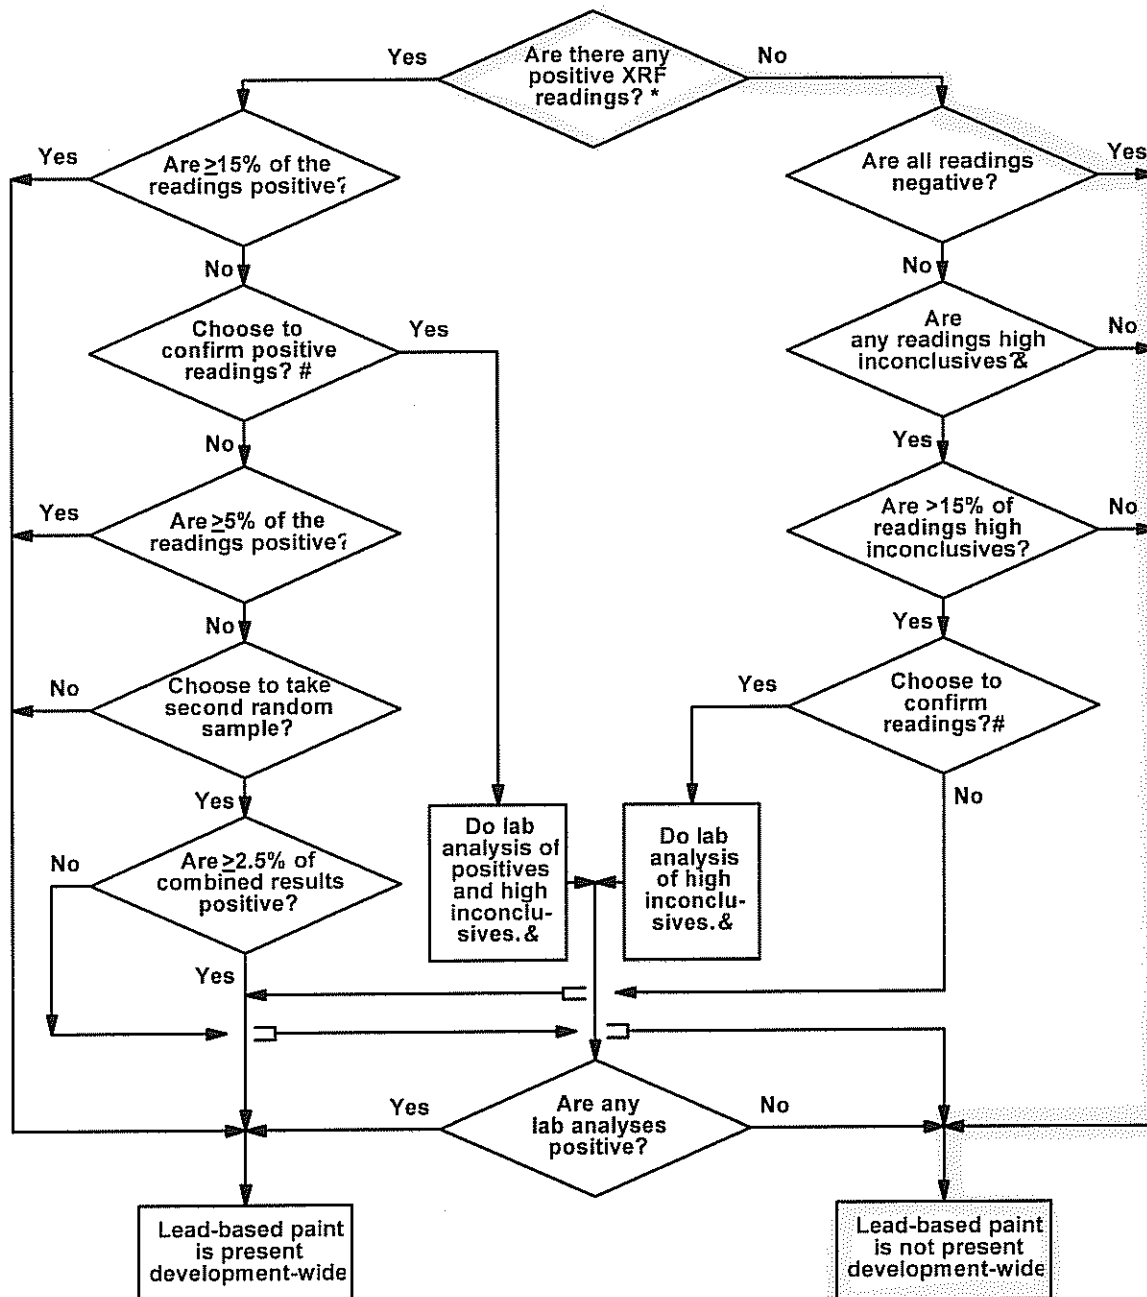 Are there any
positive XRF
readings? *
Yes
No
Are ≥15% of the
readings positive?
Yes
No
Are all readings
negative?
Yes
No
Choose to
confirm positive
readings? #
Yes
No
Are
any readings high
inconclusives?&
No
Yes
Are ≥5% of the
readings positive?
Yes
No
Are >15% of
readings high
inconclusives?
No
Yes
Choose to take
second random
sample?
No
Yes
Choose to
confirm
readings?#
Yes
No
Are ≥2.5% of
combined results
positive?
No
Yes
Do lab
analysis of
positives
and high
inconclu-
sives.&
Do lab
analysis
of high
inconclu-
sives.&
Are any
lab analyses
positive?
Yes
No
Lead-based paint
is present
development-wide
Lead-based paint
is not present
development-wide